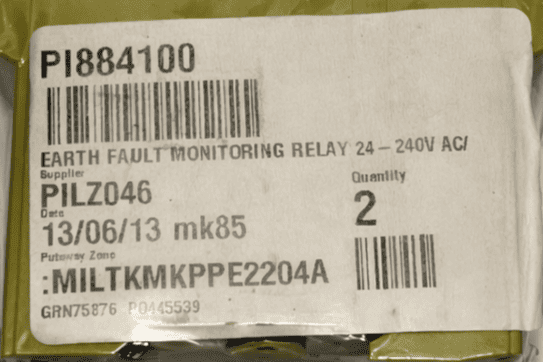 PI884100
EARTH FAULT MONITORING RELAY 24 - 240V AC/
Supplier
PILZ046
Date
13/06/13 mk85
Quantity
2
Putaway Zone
:MILTKMKPPE2204A
GRN75876 PO445539